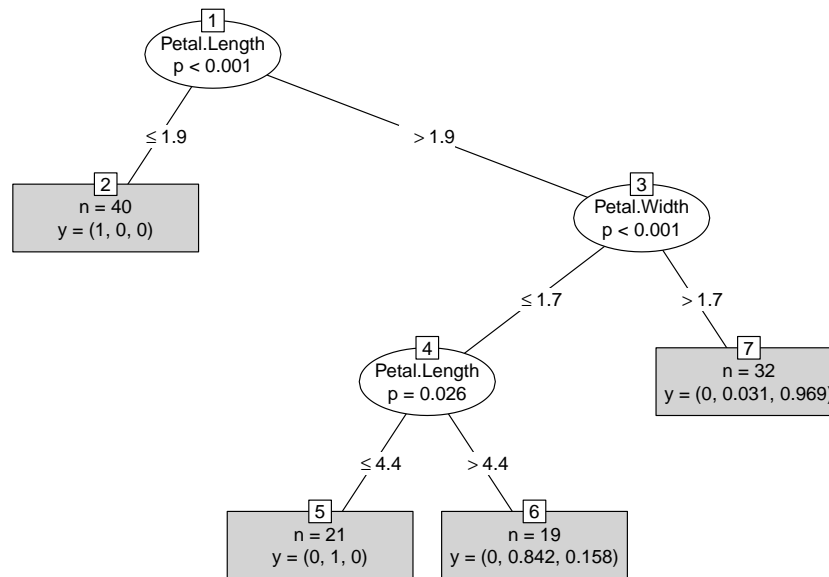 1
Petal.Length
p < 0.001
≤ 1.9
> 1.9
2
n = 40
y = (1, 0, 0)
3
Petal.Width
p < 0.001
≤ 1.7
> 1.7
4
Petal.Length
p = 0.026
7
n = 32
y = (0, 0.031, 0.969)
≤ 4.4
> 4.4
5
n = 21
y = (0, 1, 0)
6
n = 19
y = (0, 0.842, 0.158)